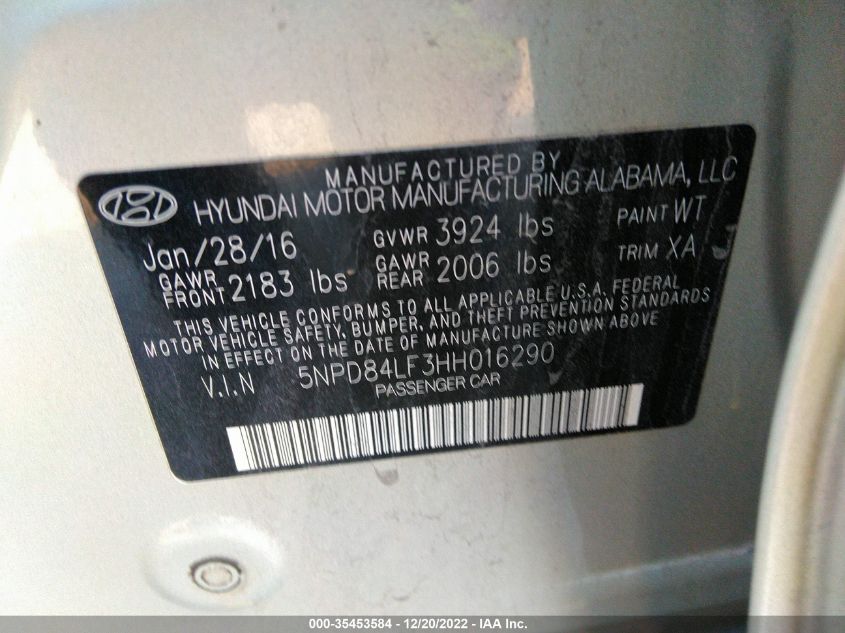 MANUFACTURED BY
HYUNDAI MOTOR MANUFACTURING ALABAMA, LLC
Jan/28/16 GVWR 3924 lbs PAINT WT
GAWR FRONT 2183 lbs GAWR REAR 2006 lbs TRIM XA
THIS VEHICLE CONFORMS TO ALL APPLICABLE U.S.A. FEDERAL
MOTOR VEHICLE SAFETY, BUMPER, AND THEFT PREVENTION STANDARDS
IN EFFECT ON THE DATE OF MANUFACTURE SHOWN ABOVE
V.I.N 5NPD84LF3HH016290
PASSENGER CAR
000-35453584 - 12/20/2022 - IAA Inc.